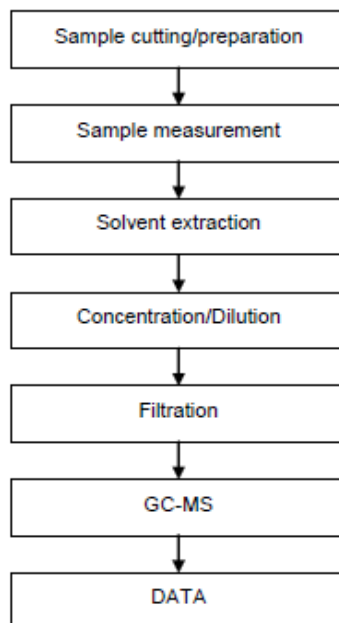 Sample cutting/preparation
Sample measurement
Solvent extraction
Concentration/Dilution
Filtration
GC-MS
DATA